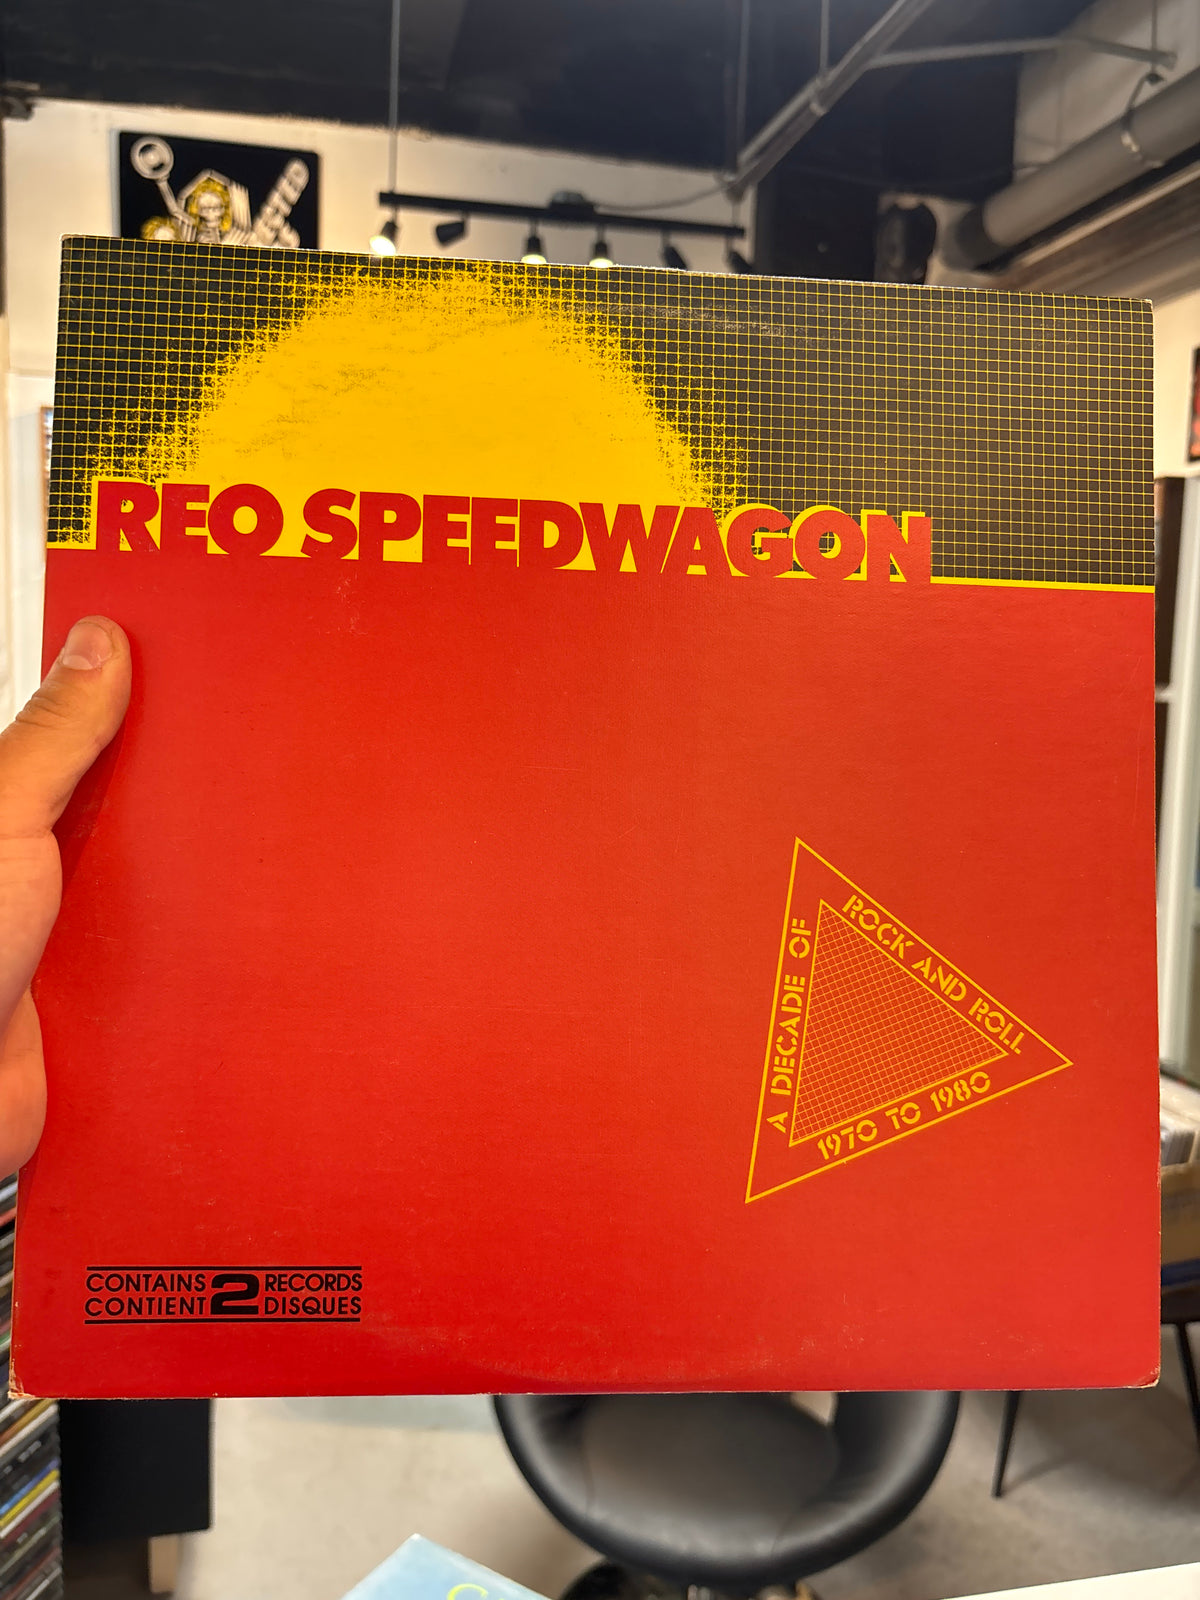 REO SPEEDWAGON
A DECADE OF
ROCK AND ROLL
1970 TO 1980
CONTAINS 2 RECORDS
CONTIENT DISQUES